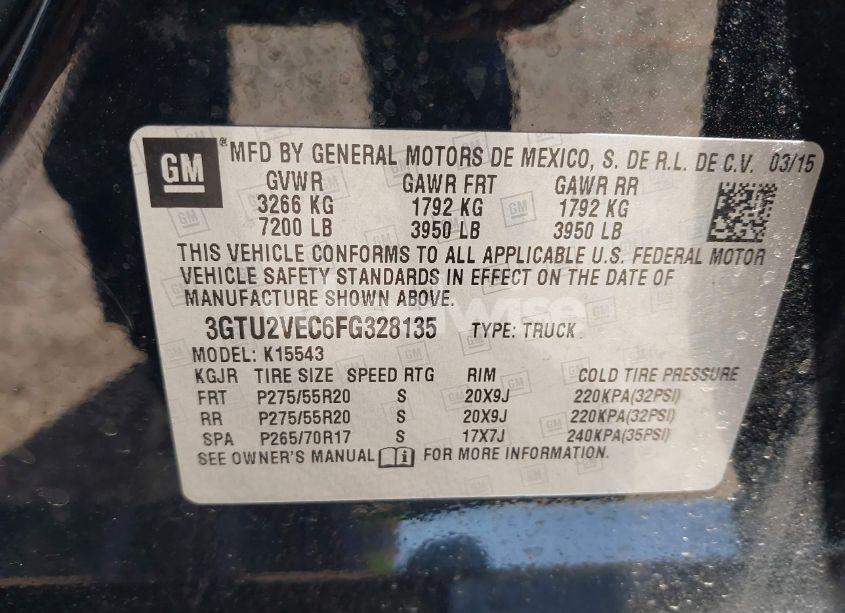 GM ® MFD BY GENERAL MOTORS DE MEXICO, S. DE R.L. DE C.V. 03/15
GVWR GAWR FRT GAWR RR
3266 KG 1792 KG 1792 KG
7200 LB 3950 LB 3950 LB
THIS VEHICLE CONFORMS TO ALL APPLICABLE U.S. FEDERAL MOTOR
VEHICLE SAFETY STANDARDS IN EFFECT ON THE DATE OF
MANUFACTURE SHOWN ABOVE.
3GTU2VEC6FG328135 TYPE: TRUCK
MODEL: K15543
KGJR TIRE SIZE SPEED RTG RIM COLD TIRE PRESSURE
FRT P275/55R20 S 20X9J 220KPA(32PSI)
RR P275/55R20 S 20X9J 220KPA(32PSI)
SPA P265/70R17 S 17X7J 240KPA(35PSI)
SEE OWNER'S MANUAL FOR MORE INFORMATION.